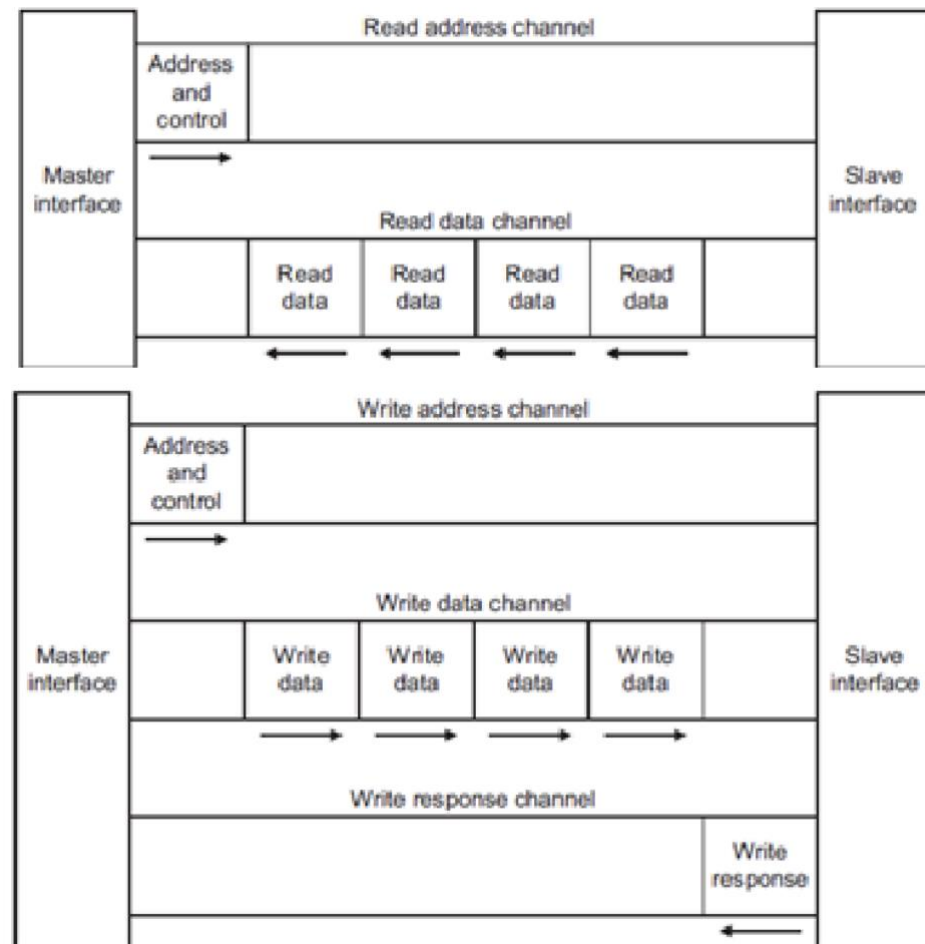 Read address channel
Address
and
control
Master
interface
Slave
interface
Read data channel
Read
data
Read
data
Read
data
Read
data
Write address channel
Address
and
control
Write data channel
Master
interface
Write
data
Write
data
Write
data
Write
data
Slave
interface
Write response channel
Write
response